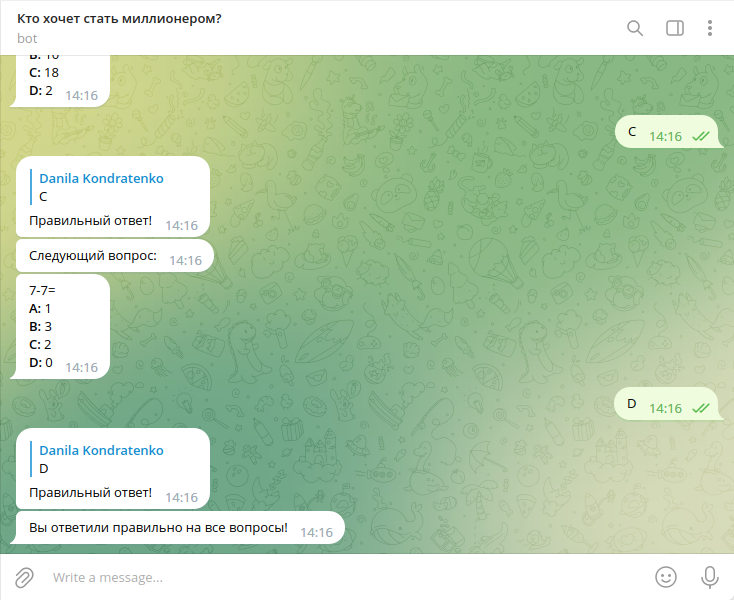 Кто хочет стать миллионером?
bot
C: 18
D: 2 14:16
C 14:16
Danila Kondratenko
C
Правильный ответ! 14:16
Следующий вопрос: 14:16
7-7=
A: 1
B: 3
C: 2
D: 0 14:16
D 14:16
Danila Kondratenko
D
Правильный ответ! 14:16
Вы ответили правильно на все вопросы! 14:16
Write a message...